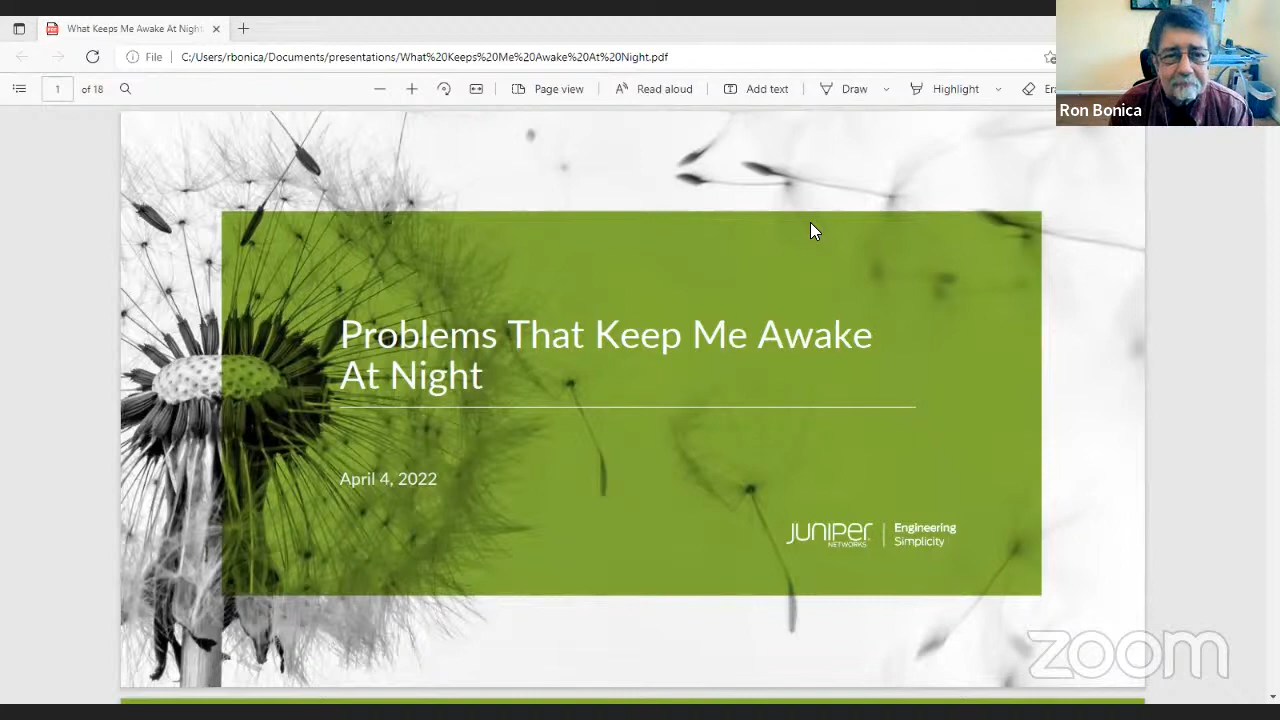 What Keeps Me Awake At Night.
File
C:/Users/rbonica/Documents/presentations/What%20Keeps%20Me%20Awake%20At%20Night.pdf
1 of 18
Page view
Read aloud
Add text
Draw
Highlight
Ron Bonica
Problems That Keep Me Awake
At Night
April 4, 2022
JUNIPER
NETWORKS
Engineering
Simplicity
zoom